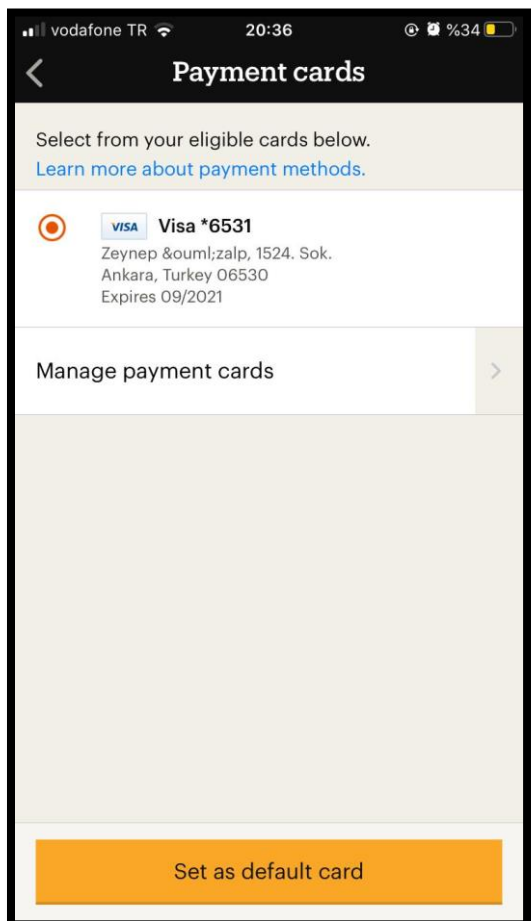 vodafone TR 20:36 %34
Payment cards
Select from your eligible cards below.
Learn more about payment methods.
VISA Visa *6531
Zeynep &ouml;zalp, 1524. Sok.
Ankara, Turkey 06530
Expires 09/2021
Manage payment cards
Set as default card